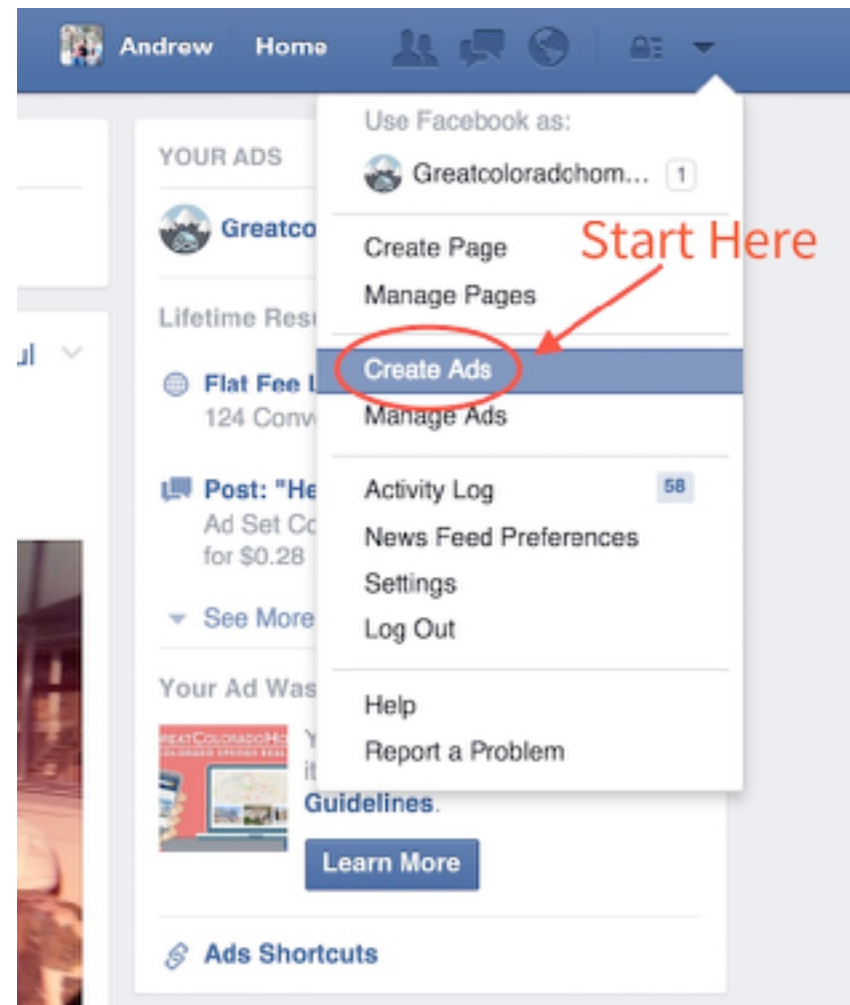 Andrew Home
Use Facebook as:
YOUR ADS
Greatcoloradohom... 1
Greatco
Create Page
Start Here
Manage Pages
Lifetime Resu
ul
Create Ads
Flat Fee L
124 Conv
Manage Ads
Post: "He
Activity Log 58
Ad Set Co
News Feed Preferences
for $0.28
Settings
See More
Log Out
Your Ad Was
Help
Report a Problem
Y
it
Guidelines.
Learn More
Ads Shortcuts